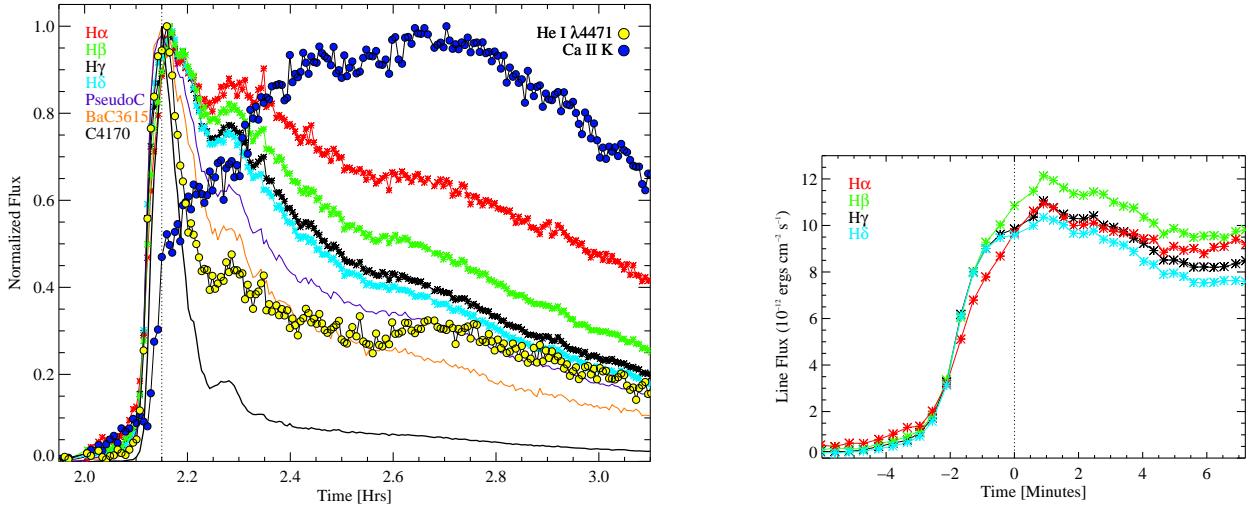 Hα
Hβ
Hγ
Hδ
PseudoC
BaC3615
C4170
He I λ4471
Ca II K
Normalized Flux
1.0
0.8
0.6
0.4
0.2
0.0
2.0 2.2 2.4 2.6 2.8 3.0
Time [Hrs]
Hα
Hβ
Hγ
Hδ
Line Flux (10⁻¹² ergs cm⁻² s⁻¹)
12
10
8
6
4
2
0
−4 −2 0 2 4 6
Time [Minutes]